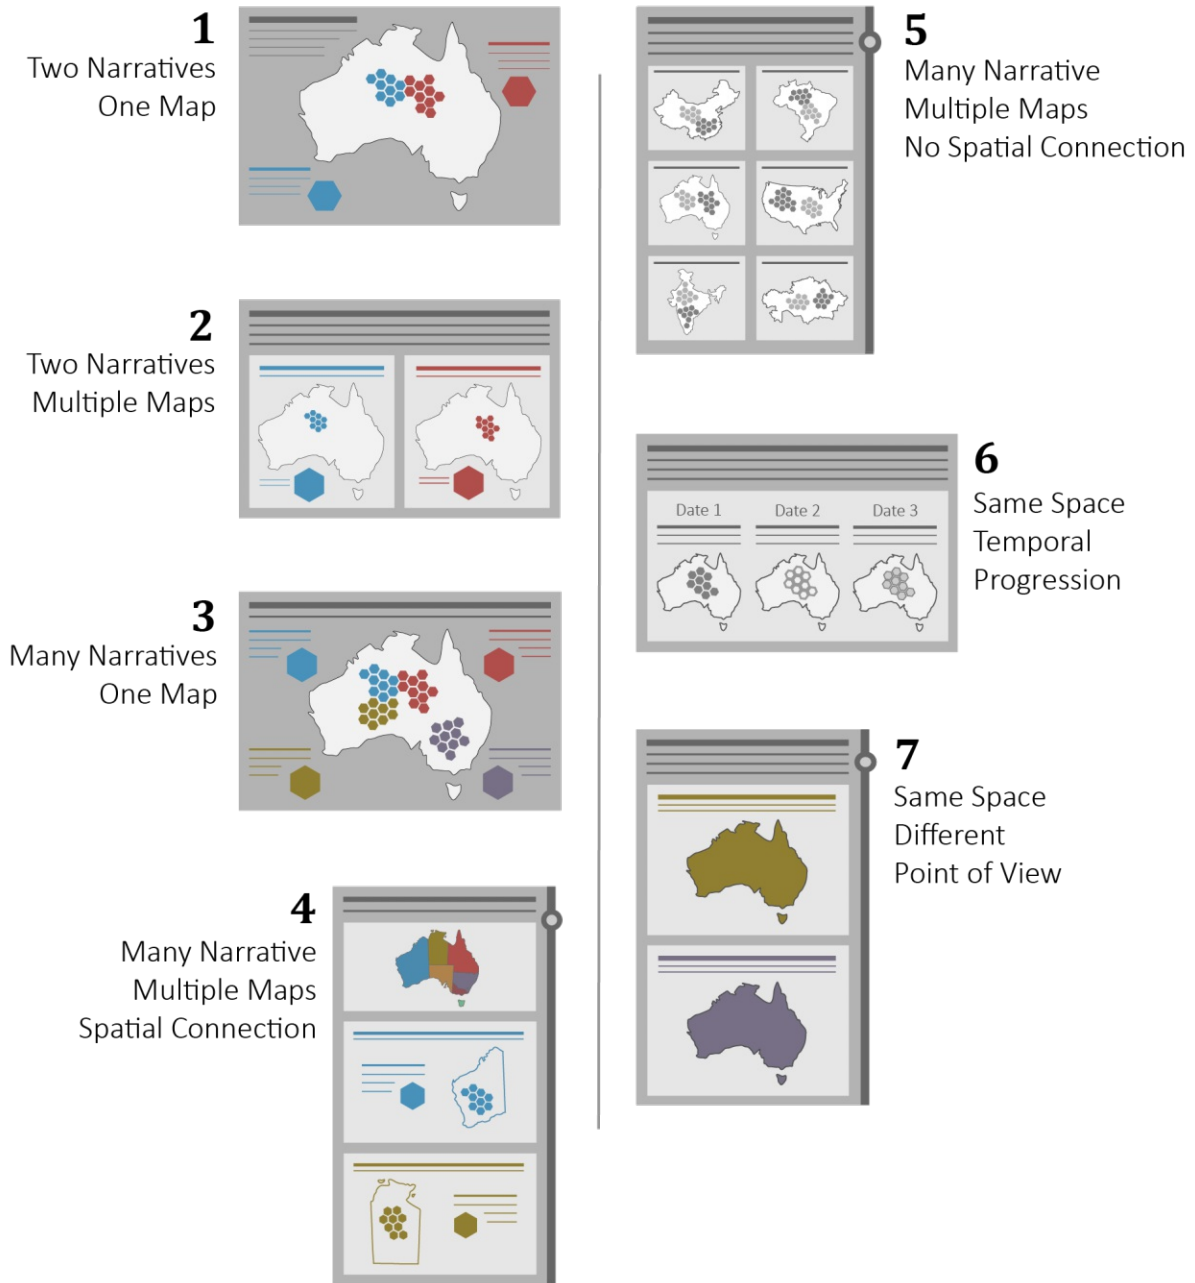 1
Two Narratives
One Map
2
Two Narratives
Multiple Maps
3
Many Narratives
One Map
4
Many Narrative
Multiple Maps
Spatial Connection
5
Many Narrative
Multiple Maps
No Spatial Connection
6
Same Space
Temporal
Progression
Date 1 Date 2 Date 3
7
Same Space
Different
Point of View